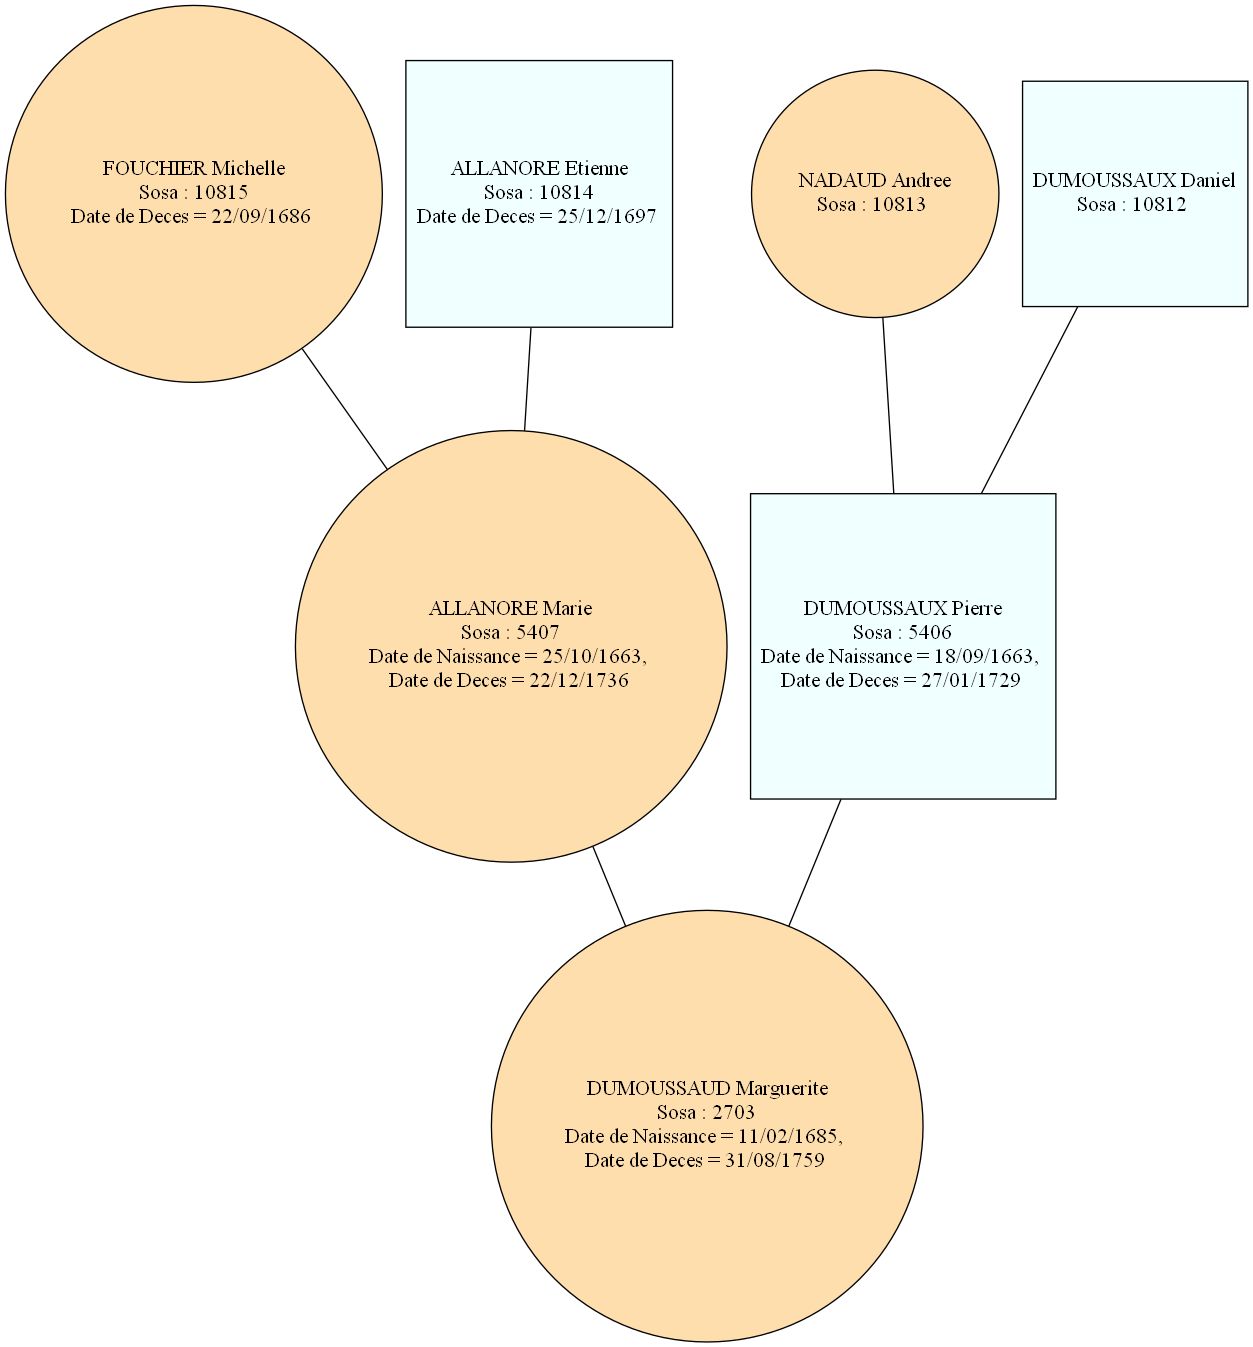 FOUCHIER Michelle
Sosa : 10815
Date de Deces = 22/09/1686
ALLANORE Etienne
Sosa : 10814
Date de Deces = 25/12/1697
NADAUD Andree
Sosa : 10813
DUMOUSSAUX Daniel
Sosa : 10812
ALLANORE Marie
Sosa : 5407
Date de Naissance = 25/10/1663,
Date de Deces = 22/12/1736
DUMOUSSAUX Pierre
Sosa : 5406
Date de Naissance = 18/09/1663,
Date de Deces = 27/01/1729
DUMOUSSAUD Marguerite
Sosa : 2703
Date de Naissance = 11/02/1685,
Date de Deces = 31/08/1759